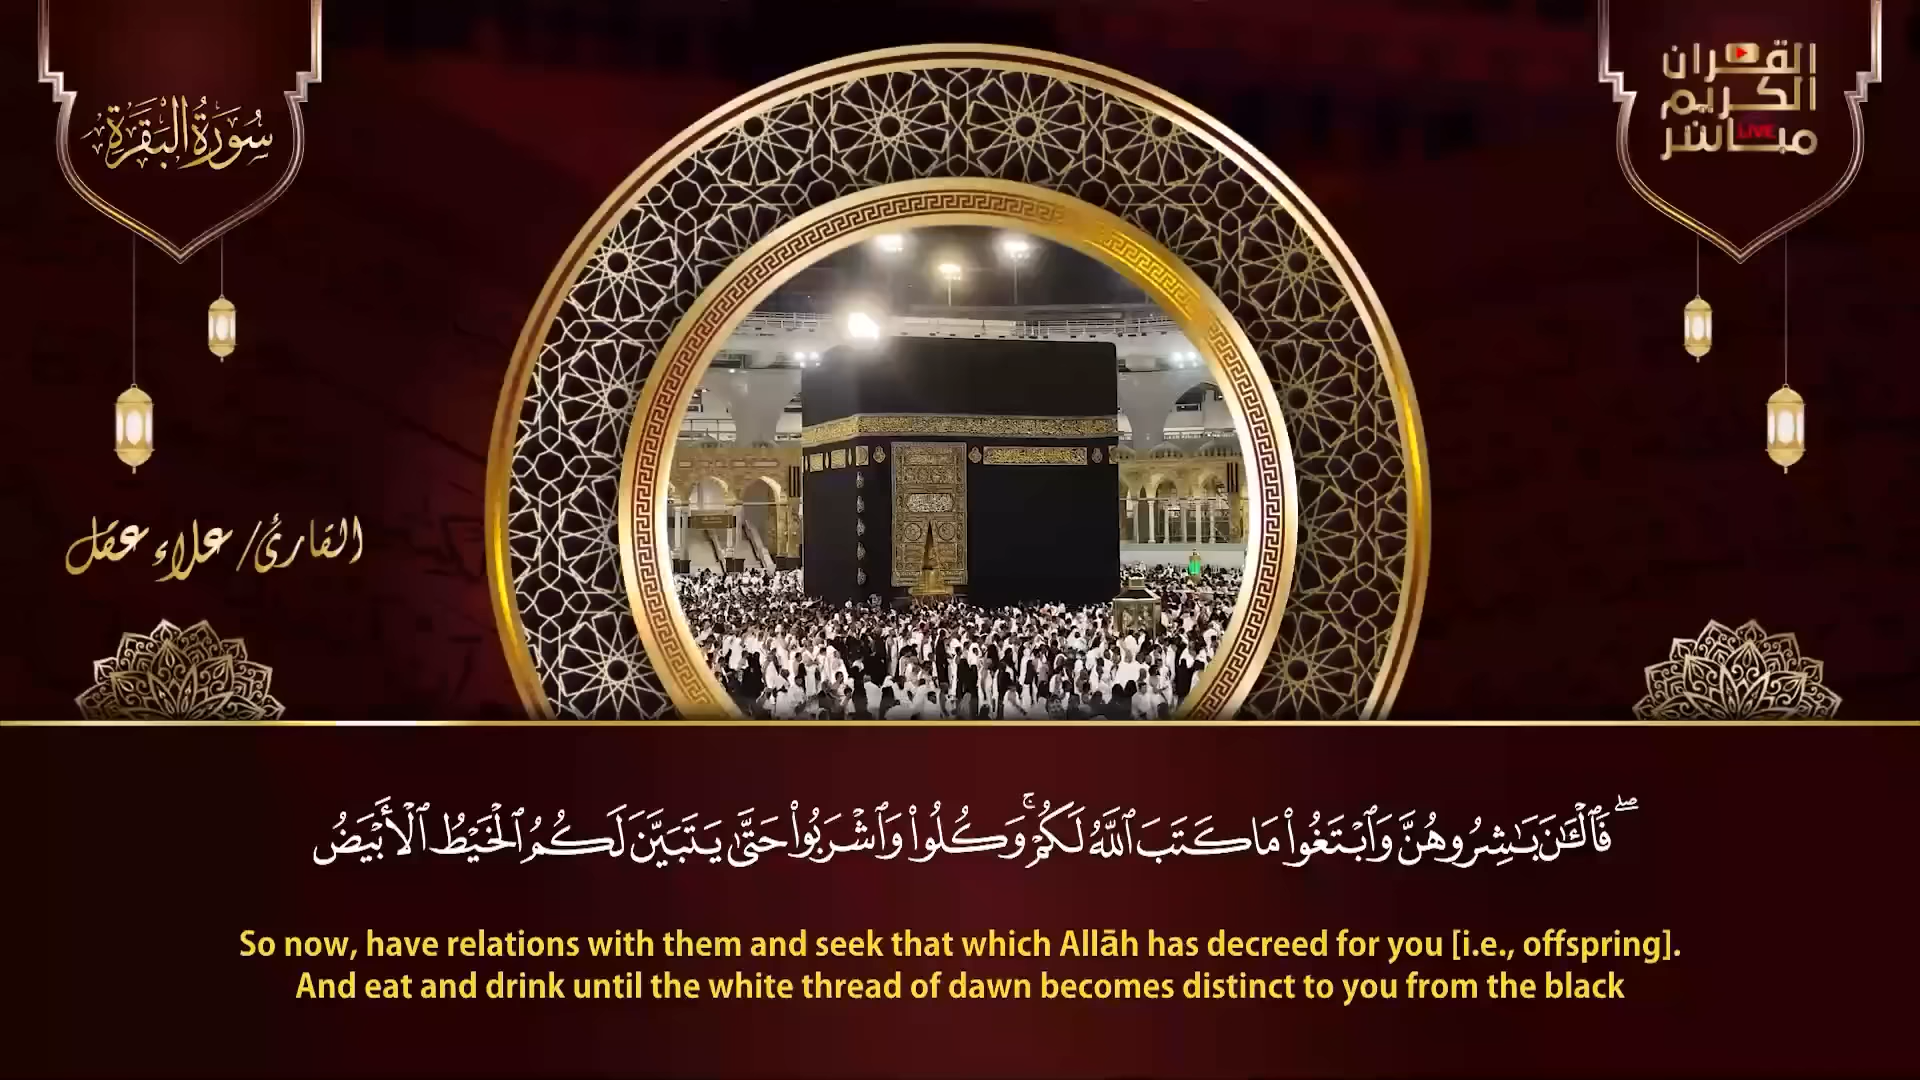 سُورَةُ البَقَرَةِ
القرآن
الكريم
مباشر
LIVE
القارئ/ علاء عقل
ۖ فَٱلْـَٰٔنَ بَـٰشِرُوهُنَّ وَٱبْتَغُوا۟ مَا كَتَبَ ٱللَّهُ لَكُمْ ۚ وَكُلُوا۟ وَٱشْرَبُوا۟ حَتَّىٰ يَتَبَيَّنَ لَكُمُ ٱلْخَيْطُ ٱلْأَبْيَضُ
So now, have relations with them and seek that which Allāh has decreed for you [i.e., offspring].
And eat and drink until the white thread of dawn becomes distinct to you from the black